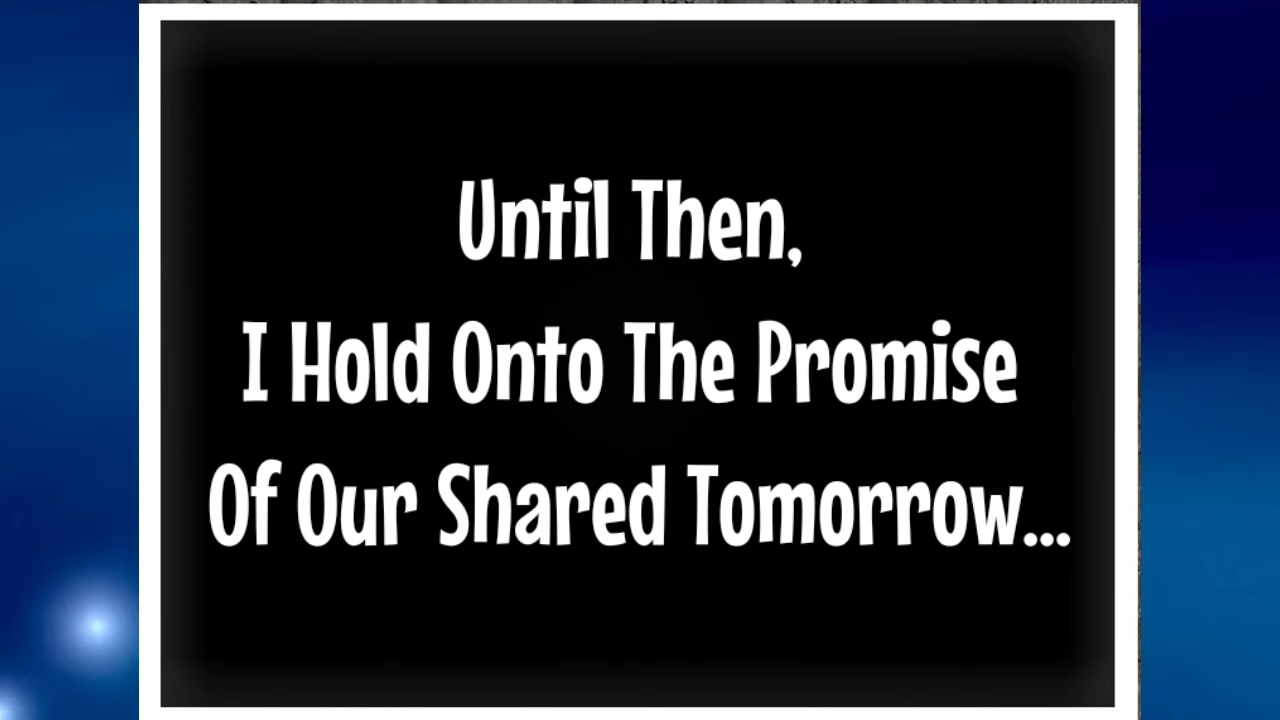 Until Then,
I Hold Onto The Promise
Of Our Shared Tomorrow...